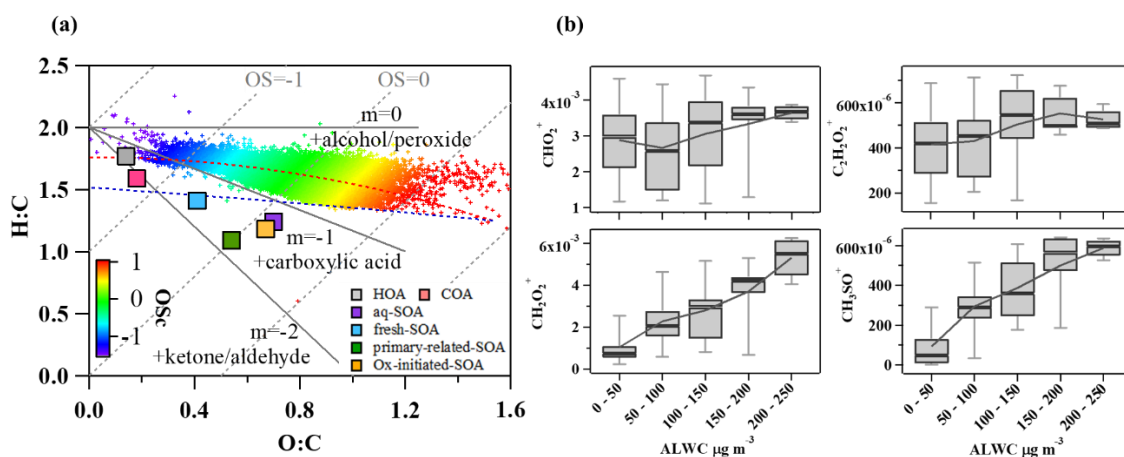 (a)
2.5
2.0
1.5
1.0
0.5
0.0
H:C
OS=-1
OS=0
m=0
+alcohol/peroxide
m=-1
+carboxylic acid
m=-2
+ketone/aldehyde
1
0
-1
OSc
HOA
COA
aq-SOA
fresh-SOA
primary-related-SOA
Ox-initiated-SOA
0.0
0.4
0.8
1.2
1.6
O:C
(b)
CHO2+
4x10-3
3
2
1
C2H2O2+
600x10-6
400
200
CH2O2+
6x10-3
4
2
0
CH3SO+
600x10-6
400
200
0
0 - 50
50 - 100
100 - 150
150 - 200
200 - 250
ALWC µg m-3
0 - 50
50 - 100
100 - 150
150 - 200
200 - 250
ALWC µg m-3